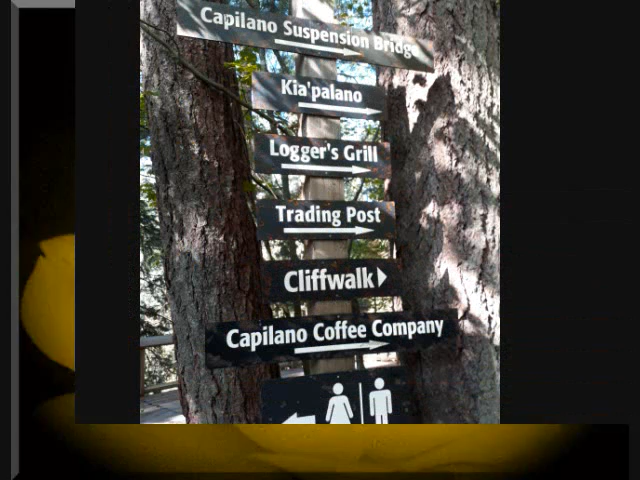 Capilano Suspension Bridge
Kia'palano
Logger's Grill
Trading Post
Cliffwalk
Capilano Coffee Company